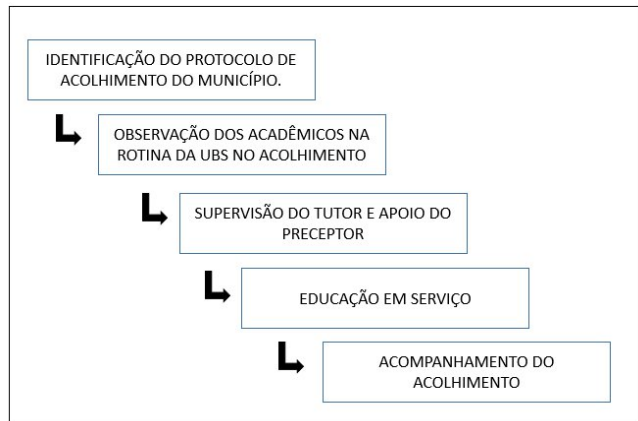 IDENTIFICAÇÃO DO PROTOCOLO DE
ACOLHIMENTO DO MUNICÍPIO.
OBSERVAÇÃO DOS ACADÊMICOS NA
ROTINA DA UBS NO ACOLHIMENTO
SUPERVISÃO DO TUTOR E APOIO DO
PRECEPTOR
EDUCAÇÃO EM SERVIÇO
ACOMPANHAMENTO DO
ACOLHIMENTO